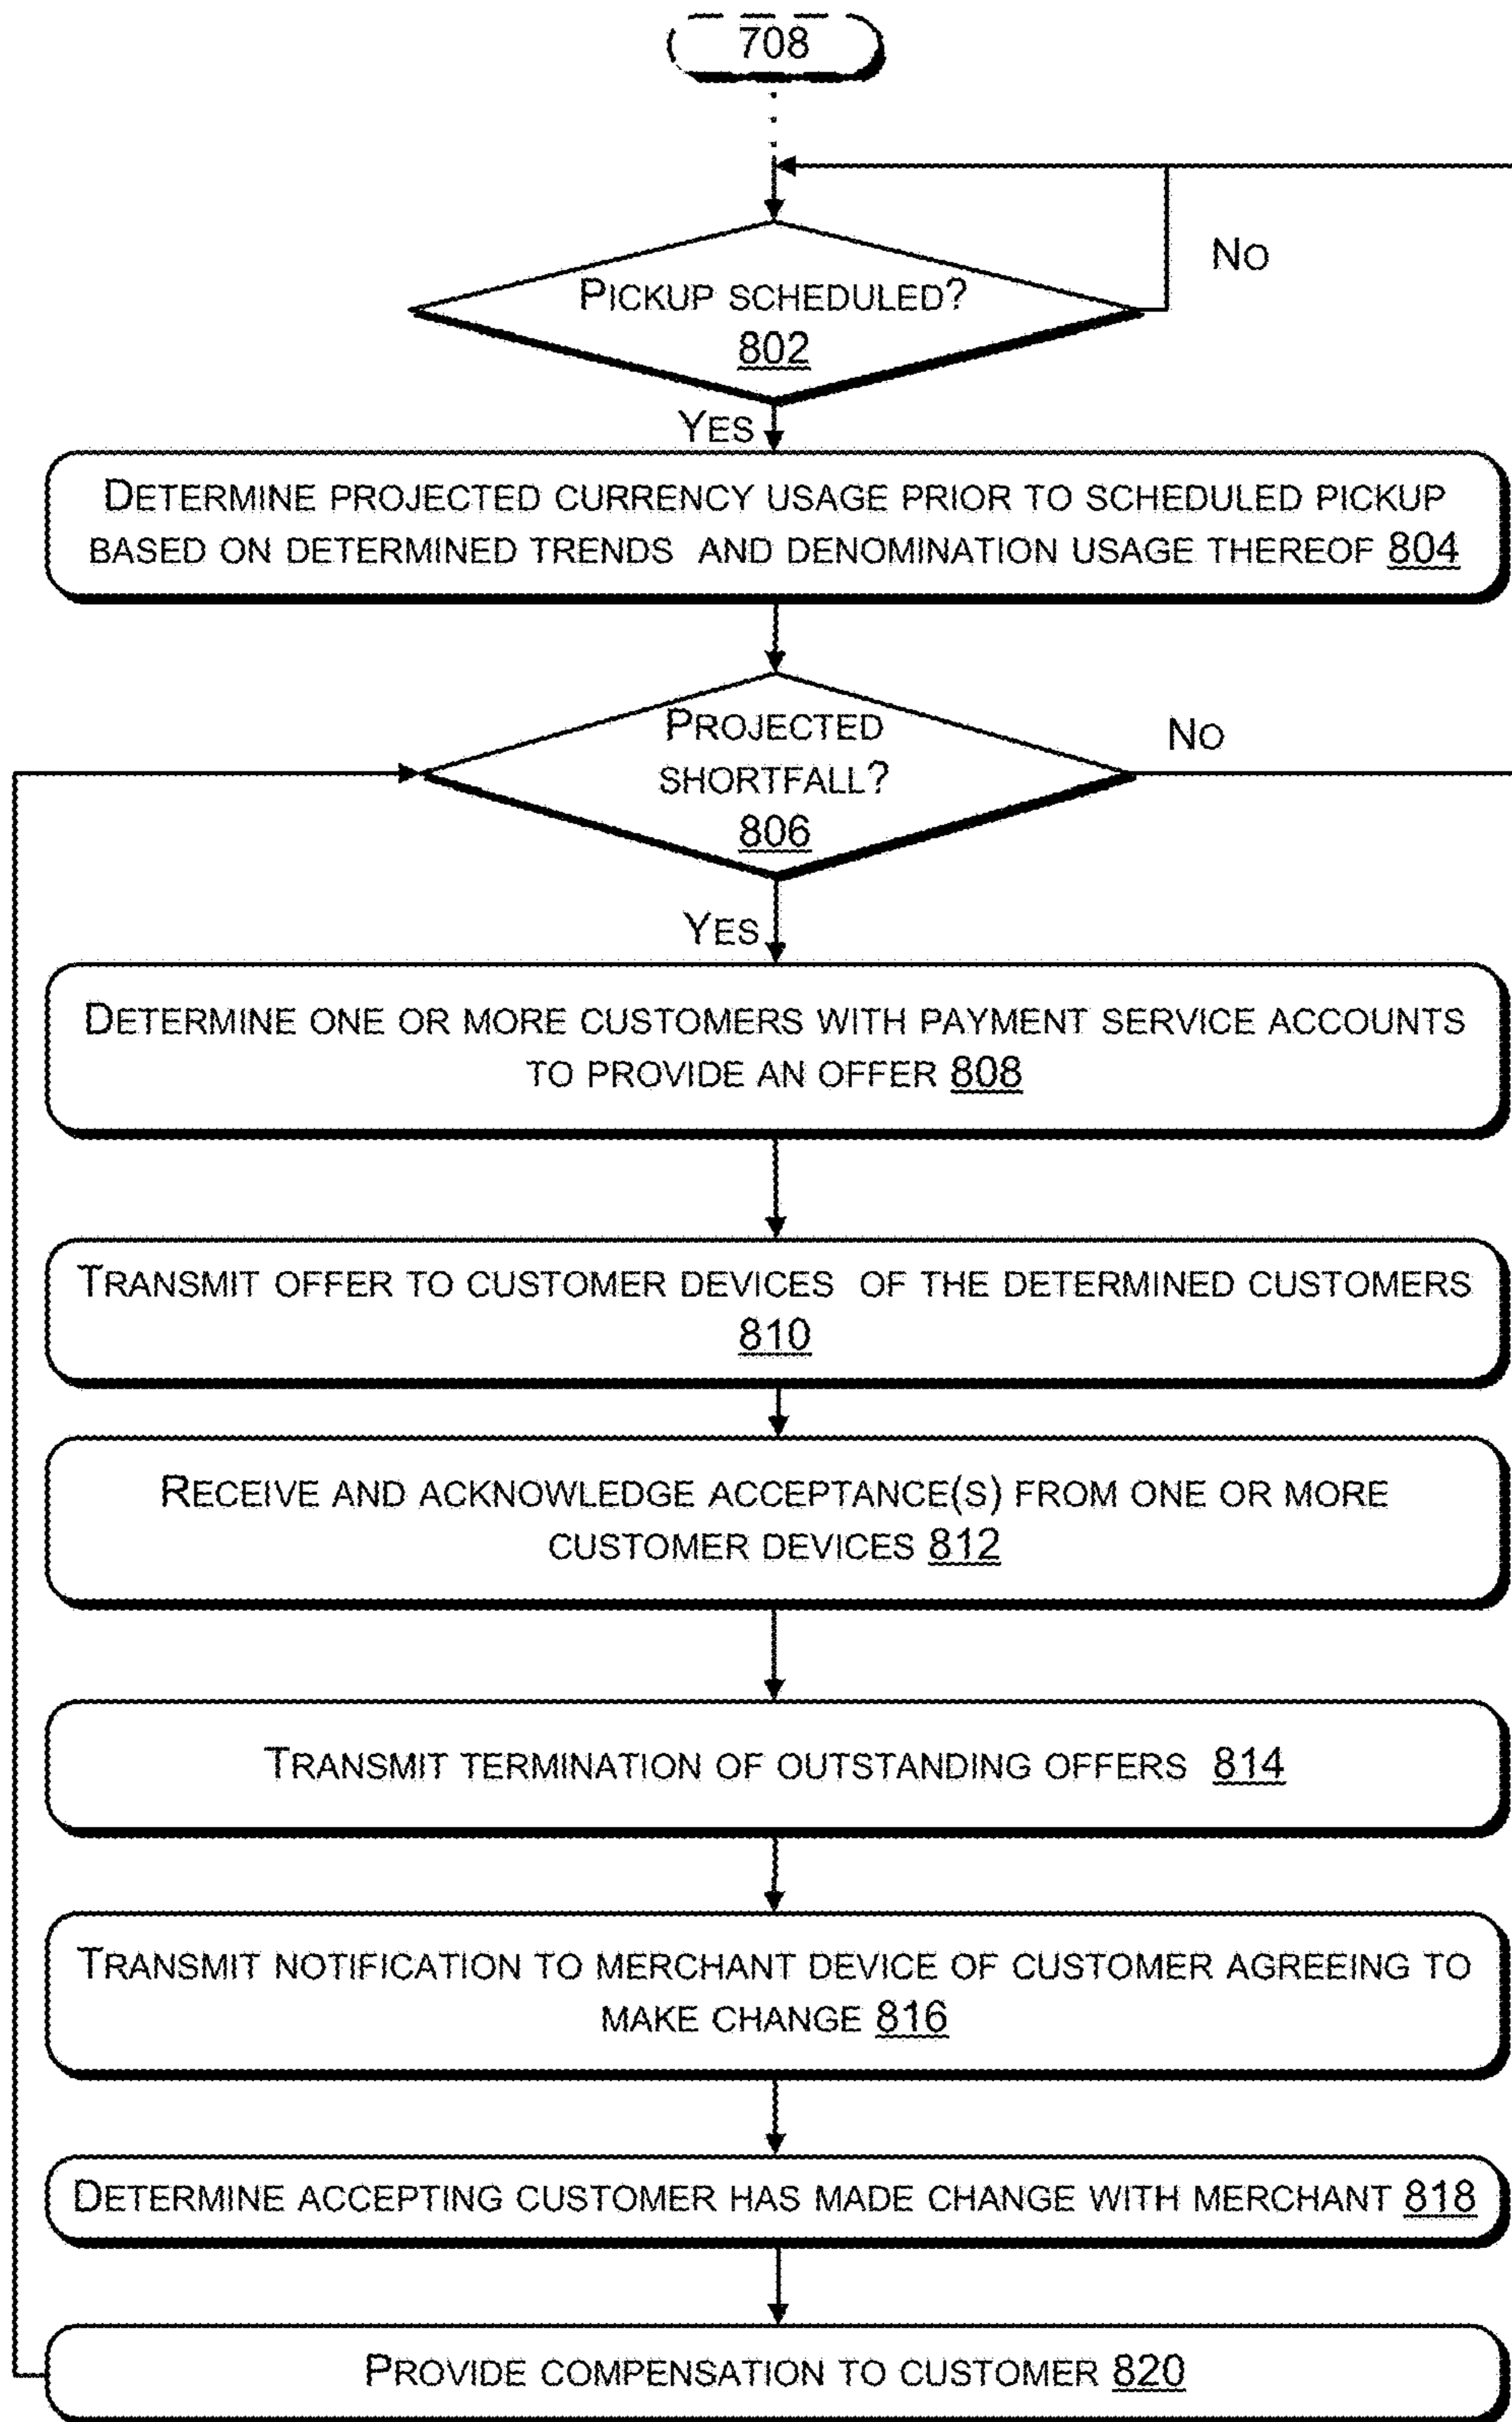 708
NO
PICKUP SCHEDULED?
802
YES
DETERMINE PROJECTED CURRENCY USAGE PRIOR TO SCHEDULED PICKUP
BASED ON DETERMINED TRENDS AND DENOMINATION USAGE THEREOF 804
PROJECTED
NO
SHORTFALL?
806
YES
DETERMINE ONE OR MORE CUSTOMERS WITH PAYMENT SERVICE ACCOUNTS
TO PROVIDE AN OFFER 808
TRANSMIT OFFER TO CUSTOMER DEVICES OF THE DETERMINED CUSTOMERS
810
RECEIVE AND ACKNOWLEDGE ACCEPTANCE(S) FROM ONE OR MORE
CUSTOMER DEVICES 812
TRANSMIT TERMINATION OF OUTSTANDING OFFERS 814
TRANSMIT NOTIFICATION TO MERCHANT DEVICE OF CUSTOMER AGREEING TO
MAKE CHANGE 816
DETERMINE ACCEPTING CUSTOMER HAS MADE CHANGE WITH MERCHANT 818
PROVIDE COMPENSATION TO CUSTOMER 820